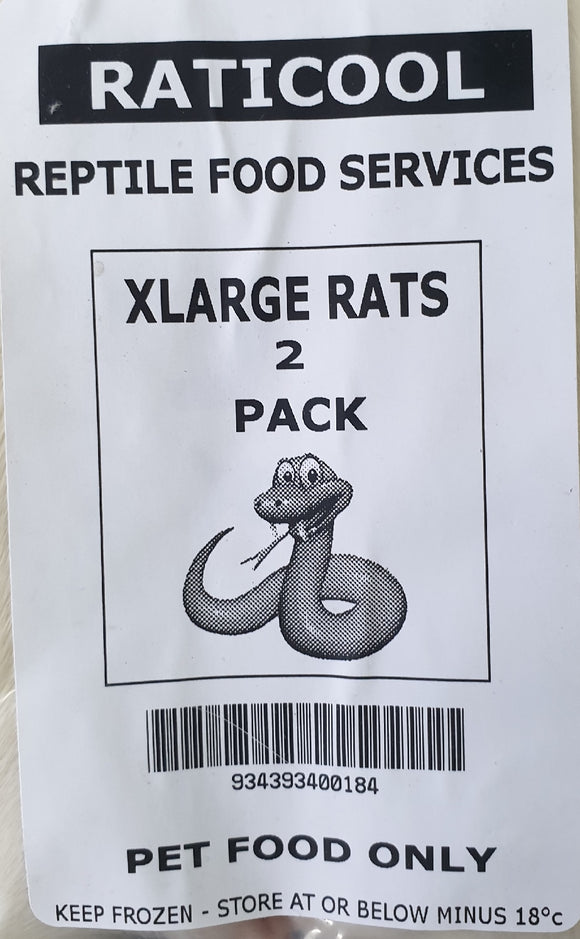 RATICOOL
REPTILE FOOD SERVICES
XLARGE RATS
2
PACK
934393400184
PET FOOD ONLY
KEEP FROZEN - STORE AT OR BELOW MINUS 18°c